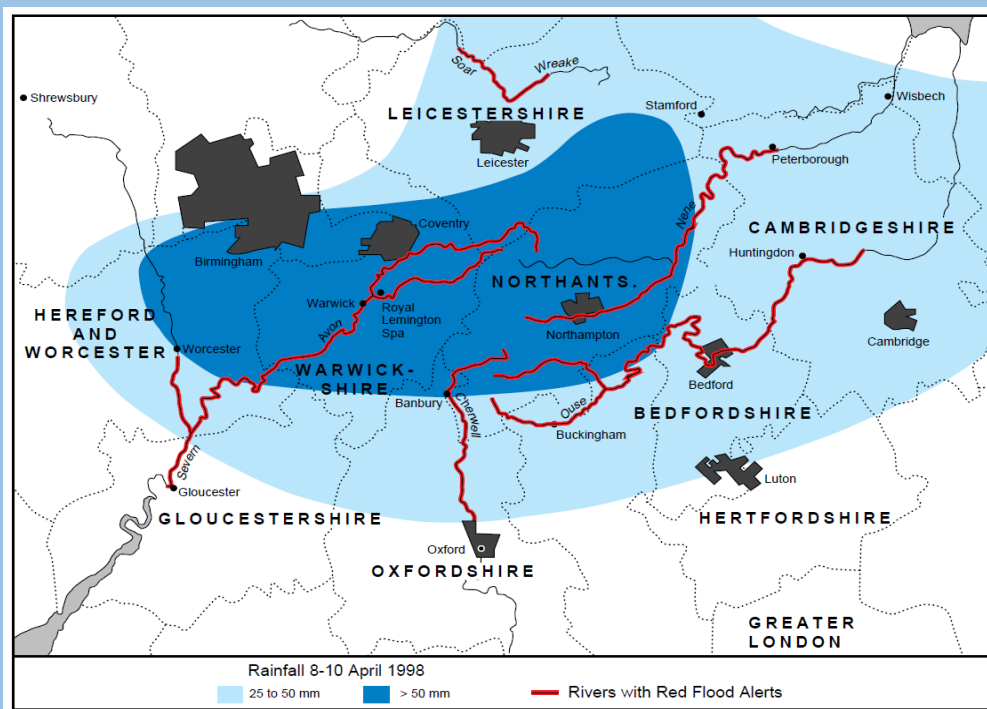 Soar
Wreake
Shrewsbury
LEICESTERSHIRE
Stamford
Wisbech
Leicester
Peterborough
Nene
Coventry
CAMBRIDGESHIRE
Birmingham
Huntingdon
NORTHANTS.
Warwick
Royal
Lemington
Spa
Avon
HEREFORD
AND
WORCESTER
Northampton
Cambridge
Worcester
WARWICK-
SHIRE
Bedford
Banbury
Cherwell
Ouse
BEDFORDSHIRE
Buckingham
Severn
Luton
Gloucester
GLOUCESTERSHIRE
HERTFORDSHIRE
Oxford
OXFORDSHIRE
GREATER
LONDON
Rainfall 8-10 April 1998
25 to 50 mm
> 50 mm
Rivers with Red Flood Alerts